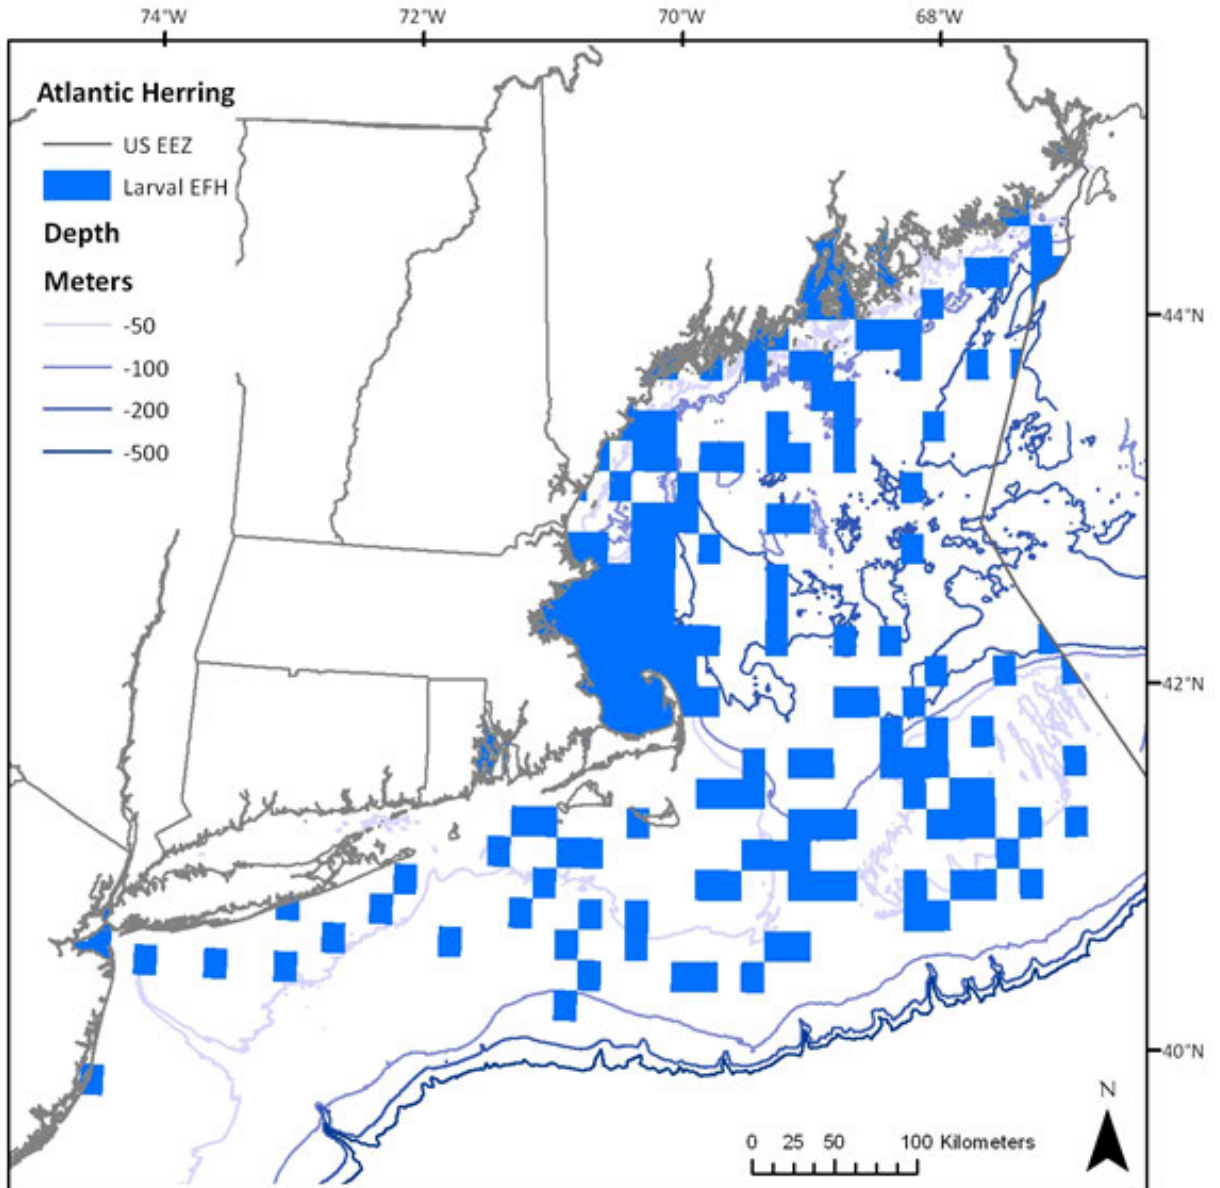 74°W 72°W 70°W 68°W
Atlantic Herring
US EEZ
Larval EFH
Depth
Meters
-50
-100
-200
-500
44°N
42°N
40°N
N
0 25 50 100 Kilometers